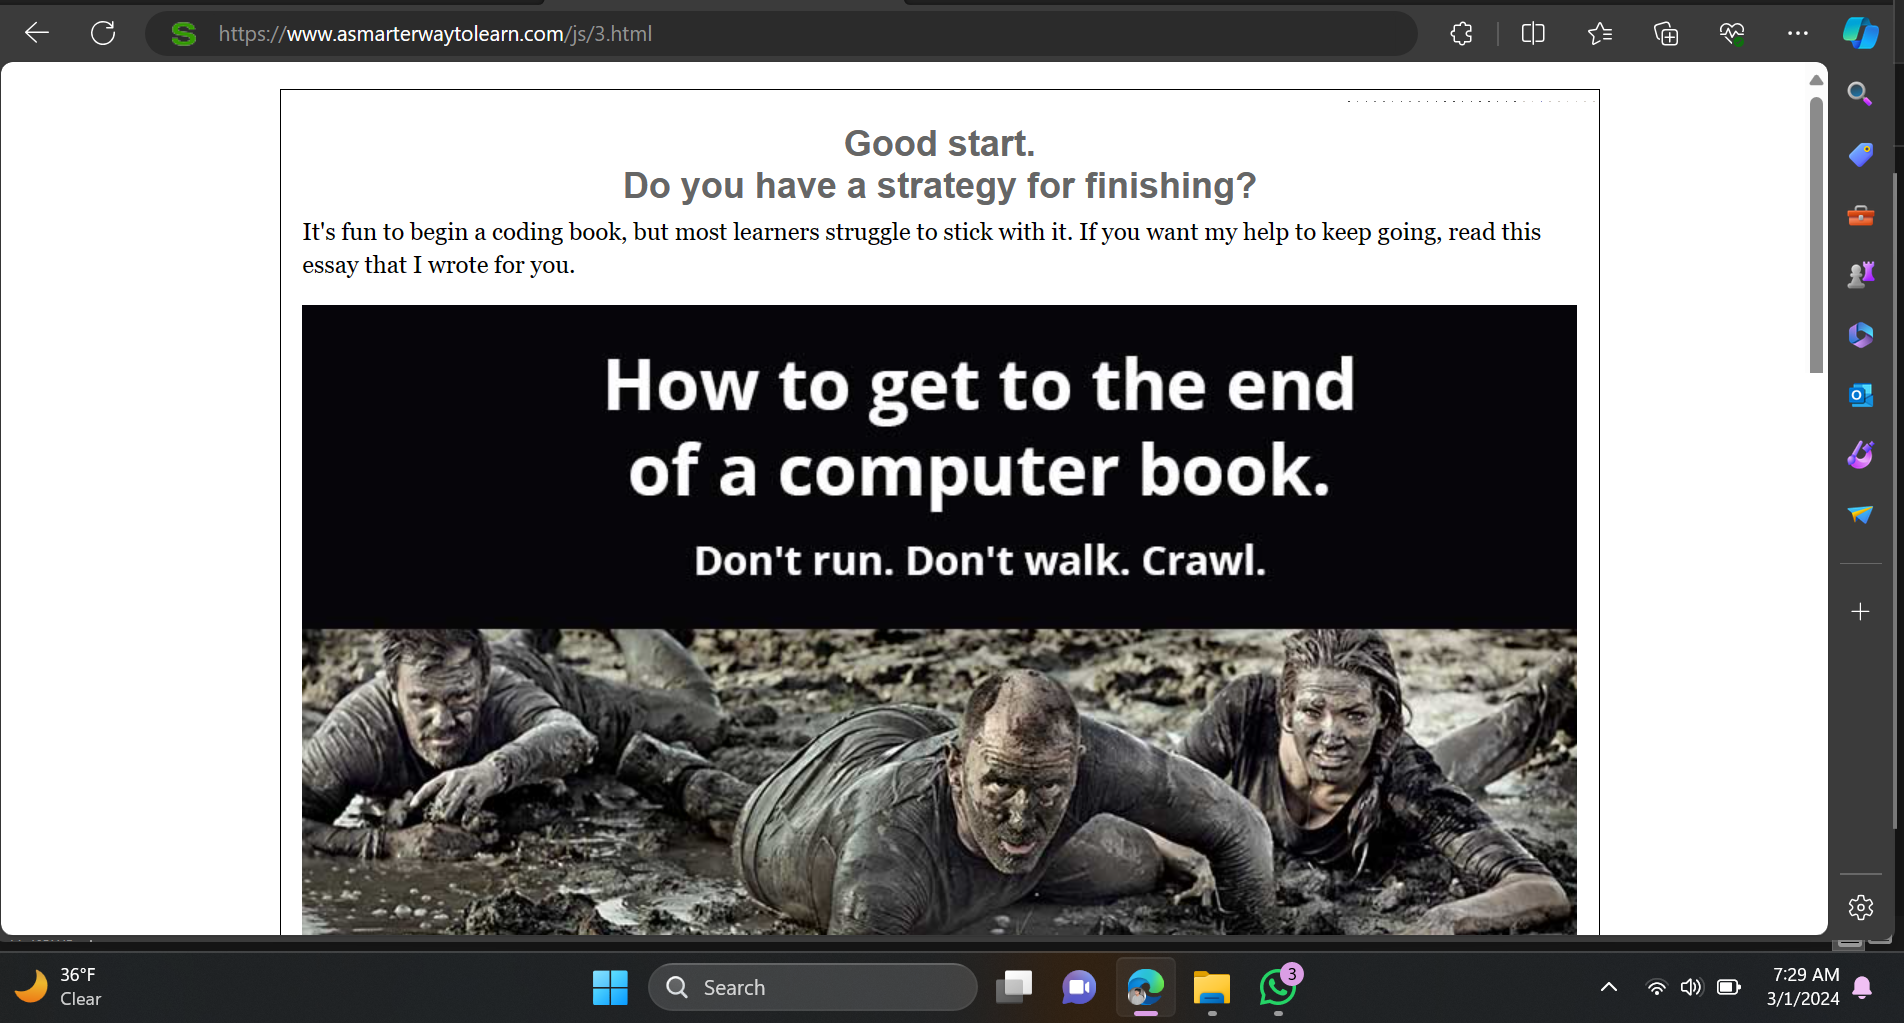 https://www.asmarterwaytolearn.com/js/3.html
Good start.
Do you have a strategy for finishing?
It's fun to begin a coding book, but most learners struggle to stick with it. If you want my help to keep going, read this
essay that I wrote for you.
How to get to the end
of a computer book.
Don't run. Don't walk. Crawl.
36°F
Clear
Search
3
7:29 AM
3/1/2024